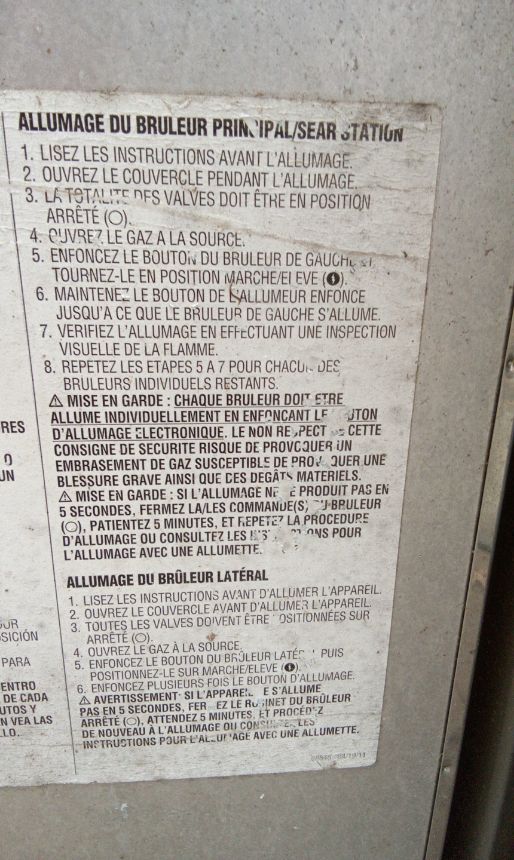 ALLUMAGE DU BRULEUR PRINCIPAL/SEAR STATION
1. LISEZ LES INSTRUCTIONS AVANT L'ALLUMAGE.
2. OUVREZ LE COUVERCLE PENDANT L'ALLUMAGE.
3. LA TOTALITE DES VALVES DOIT ÊTRE EN POSITION
ARRÊTÉ (O).
4. OUVREZ LE GAZ A LA SOURCE.
5. ENFONCEZ LE BOUTON DU BRULEUR DE GAUCHE ET
TOURNEZ-LE EN POSITION MARCHE/ELEVE ().
6. MAINTENEZ LE BOUTON DE L'ALLUMEUR ENFONCE
JUSQU'A CE QUE LE BRULEUR DE GAUCHE S'ALLUME.
7. VERIFIEZ L'ALLUMAGE EN EFFECTUANT UNE INSPECTION
VISUELLE DE LA FLAMME.
8. REPETEZ LES ETAPES 5 A 7 POUR CHACUN DES
BRULEURS INDIVIDUELS RESTANTS.
⚠ MISE EN GARDE : CHAQUE BRULEUR DOIT ETRE
ALLUME INDIVIDUELLEMENT EN ENFONCANT LE BOUTON
D'ALLUMAGE ELECTRONIQUE. LE NON RESPECT DE CETTE
CONSIGNE DE SECURITE RISQUE DE PROVOQUER UN
EMBRASEMENT DE GAZ SUSCEPTIBLE DE PROVOQUER UNE
BLESSURE GRAVE AINSI QUE CES DEGÂTS MATERIELS.
⚠ MISE EN GARDE : SI L'ALLUMAGE NE SE PRODUIT PAS EN
5 SECONDES, FERMEZ LA/LES COMMANDE(S) DU BRULEUR
(O), PATIENTEZ 5 MINUTES, ET REPETEZ LA PROCEDURE
D'ALLUMAGE OU CONSULTEZ LES INSTRUCTIONS POUR
L'ALLUMAGE AVEC UNE ALLUMETTE.
ALLUMAGE DU BRÛLEUR LATÉRAL
1. LISEZ LES INSTRUCTIONS AVANT D'ALLUMER L'APPAREIL.
2. OUVREZ LE COUVERCLE AVANT D'ALLUMER L'APPAREIL.
3. TOUTES LES VALVES DOIVENT ÊTRE POSITIONNÉES SUR
ARRÊTÉ (O).
4. OUVREZ LE GAZ À LA SOURCE.
5. ENFONCEZ LE BOUTON DU BRÛLEUR LATÉRAL PUIS
POSITIONNEZ-LE SUR MARCHE/ELEVE ().
6. ENFONCEZ PLUSIEURS FOIS LE BOUTON D'ALLUMAGE.
⚠ AVERTISSEMENT: SI L'APPAREIL NE S'ALLUME
PAS EN 5 SECONDES, FERMEZ LE ROBINET DU BRÛLEUR
ARRÊTÉ (O), ATTENDEZ 5 MINUTES, ET PROCÉDEZ
DE NOUVEAU À L'ALLUMAGE OU CONSULTEZ LES
INSTRUCTIONS POUR L'ALLUMAGE AVEC UNE ALLUMETTE.
RES
O
UN
PARA
ENTRO
DE CADA
UTOS Y
N VEA LAS
LLO.